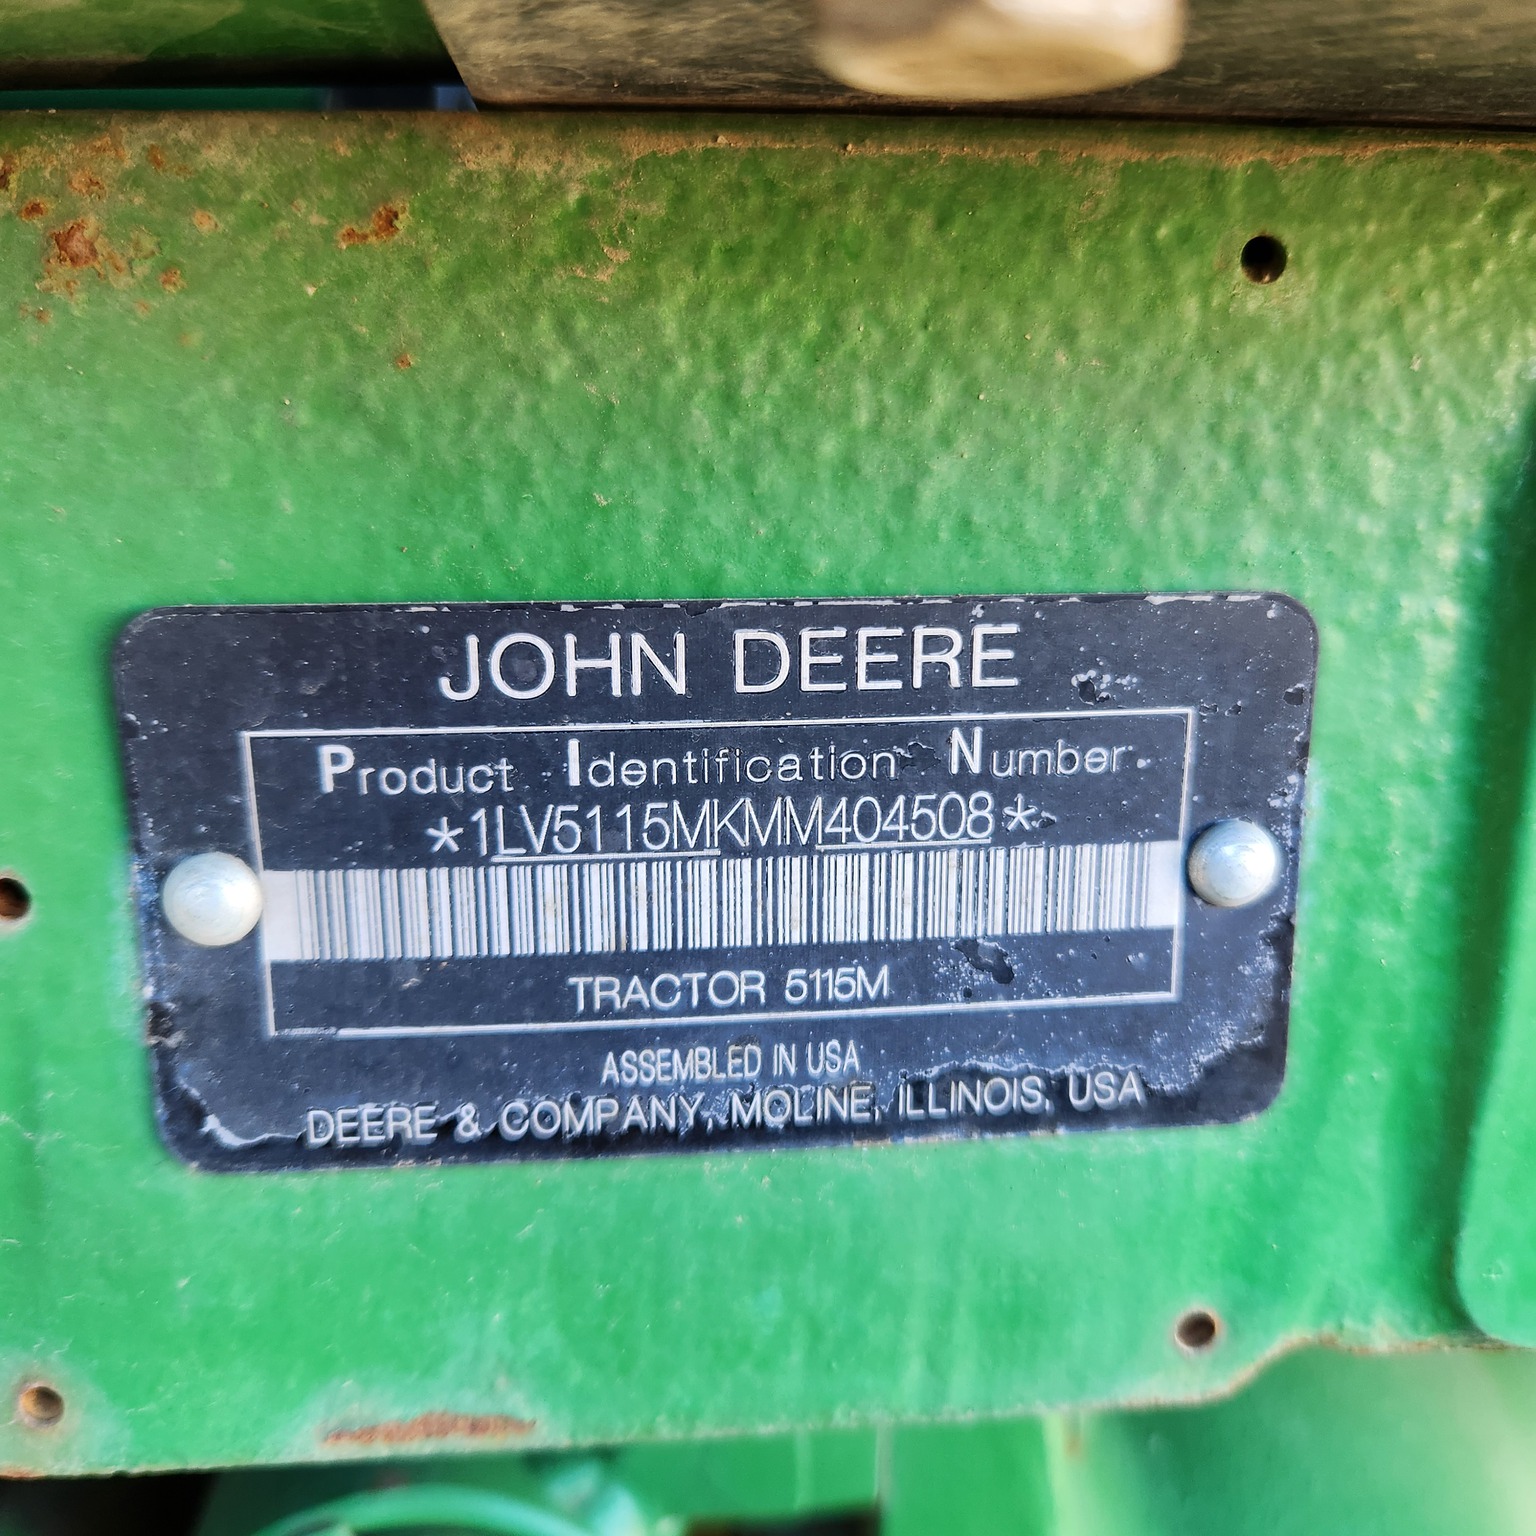 JOHN DEERE
Product Identification Number
*1LV5115MKMM404508*
TRACTOR 5115M
ASSEMBLED IN USA
DEERE & COMPANY, MOLINE, ILLINOIS, USA